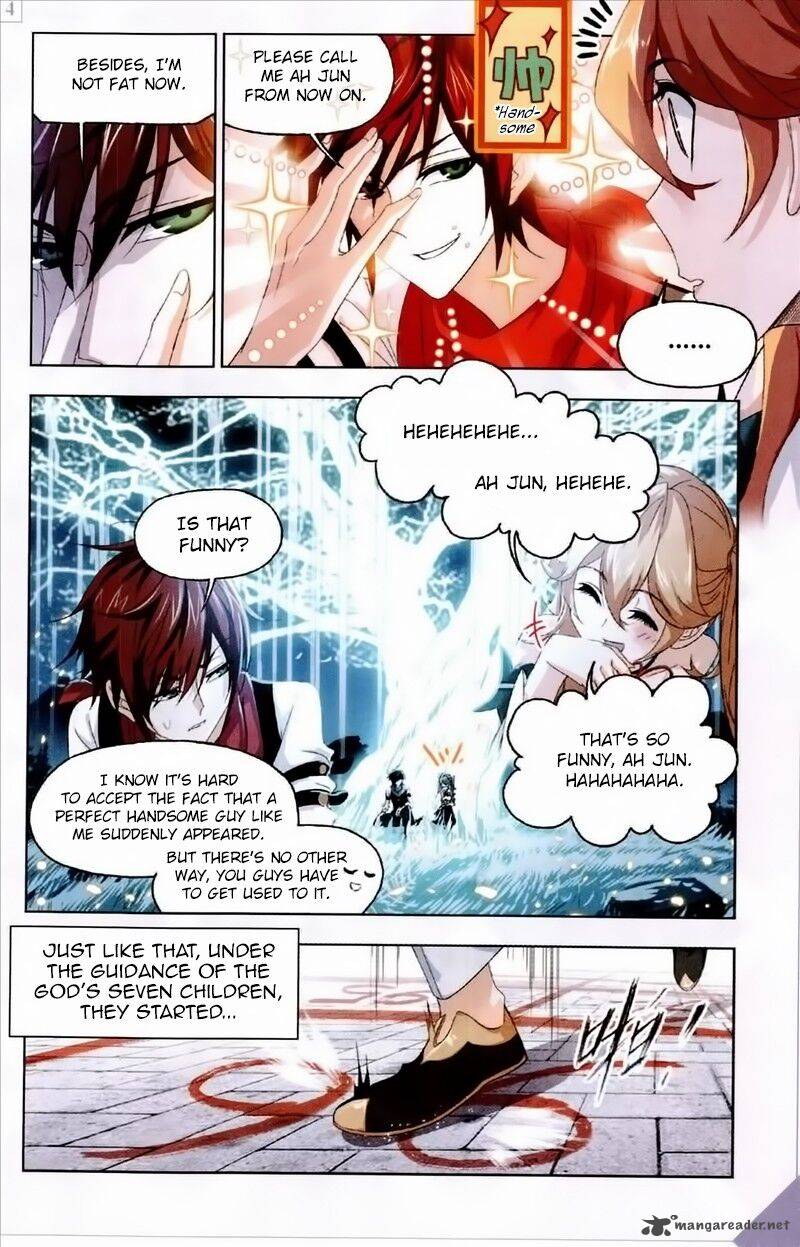 4
BESIDES, I'M
NOT FAT NOW.
PLEASE CALL
ME AH JUN
FROM NOW ON.
帅
*Hand-
some
......
HEHEHEHEHE...
AH JUN, HEHEHE.
IS THAT
FUNNY?
THAT'S SO
FUNNY, AH JUN.
HAHAHAHAHA.
I KNOW IT'S HARD
TO ACCEPT THE FACT THAT A
PERFECT HANDSOME GUY LIKE
ME SUDDENLY APPEARED.
BUT THERE'S NO OTHER
WAY, YOU GUYS HAVE
TO GET USED TO IT.
JUST LIKE THAT, UNDER
THE GUIDANCE OF THE
GOD'S SEVEN CHILDREN,
THEY STARTED...
mangareader.net